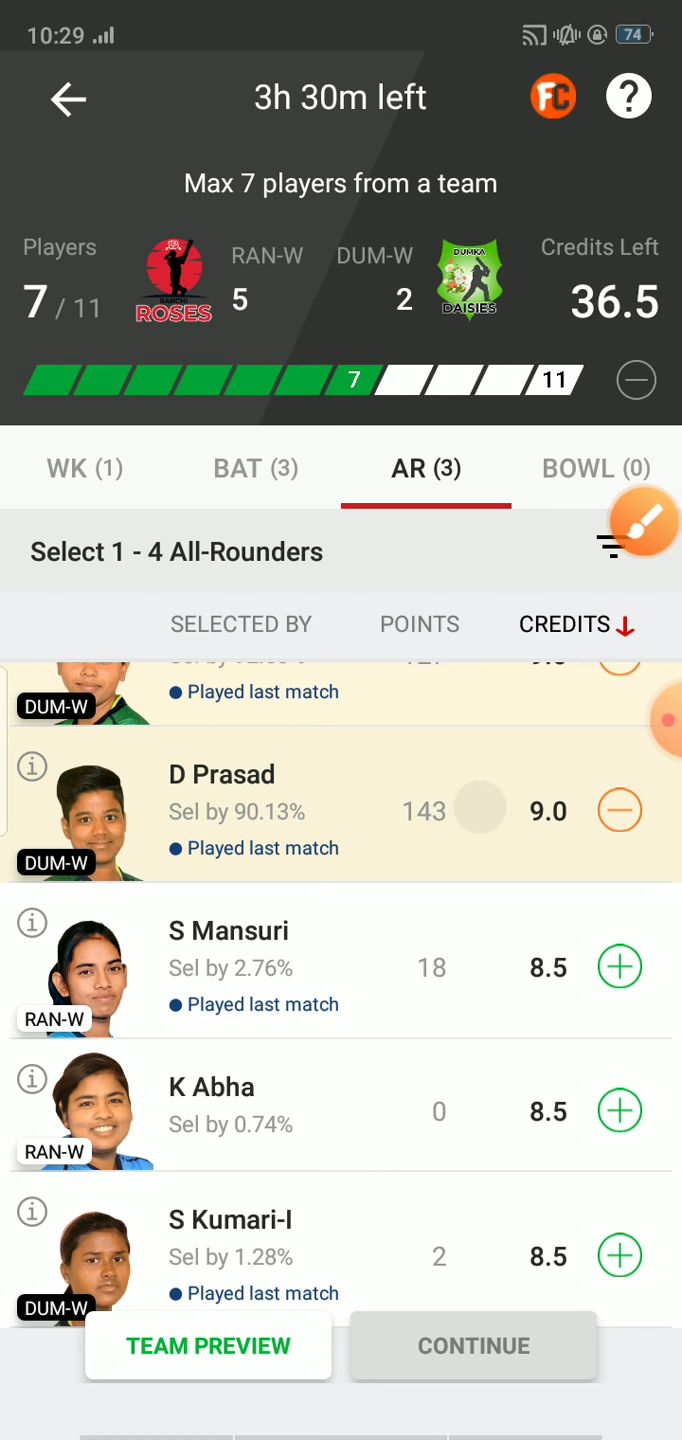 10:29 74
3h 30m left FC ?
Max 7 players from a team
Players RAN-W DUM-W Credits Left
7 / 11 5 2 36.5
RANCHI ROSES
DUMKA DAISIES
7 11
WK (1) BAT (3) AR (3) BOWL (0)
Select 1 - 4 All-Rounders
SELECTED BY POINTS CREDITS
DUM-W Played last match
D Prasad
Sel by 90.13% 143 9.0
Played last match
DUM-W
S Mansuri
Sel by 2.76% 18 8.5
Played last match
RAN-W
K Abha
Sel by 0.74% 0 8.5
RAN-W
S Kumari-I
Sel by 1.28% 2 8.5
Played last match
DUM-W
TEAM PREVIEW CONTINUE